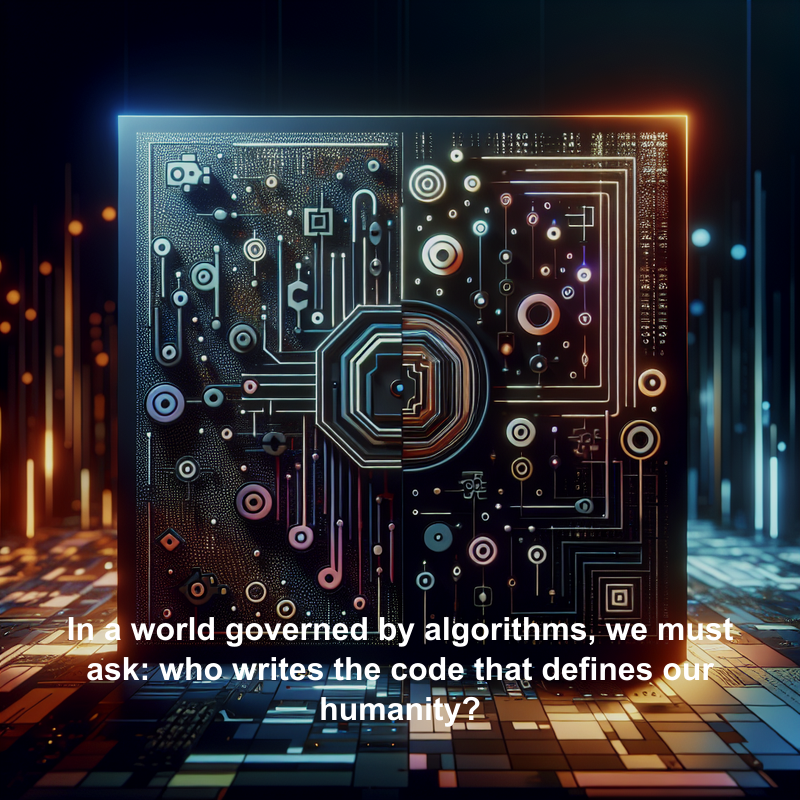 In a world governed by algorithms, we must
ask: who writes the code that defines our
humanity?